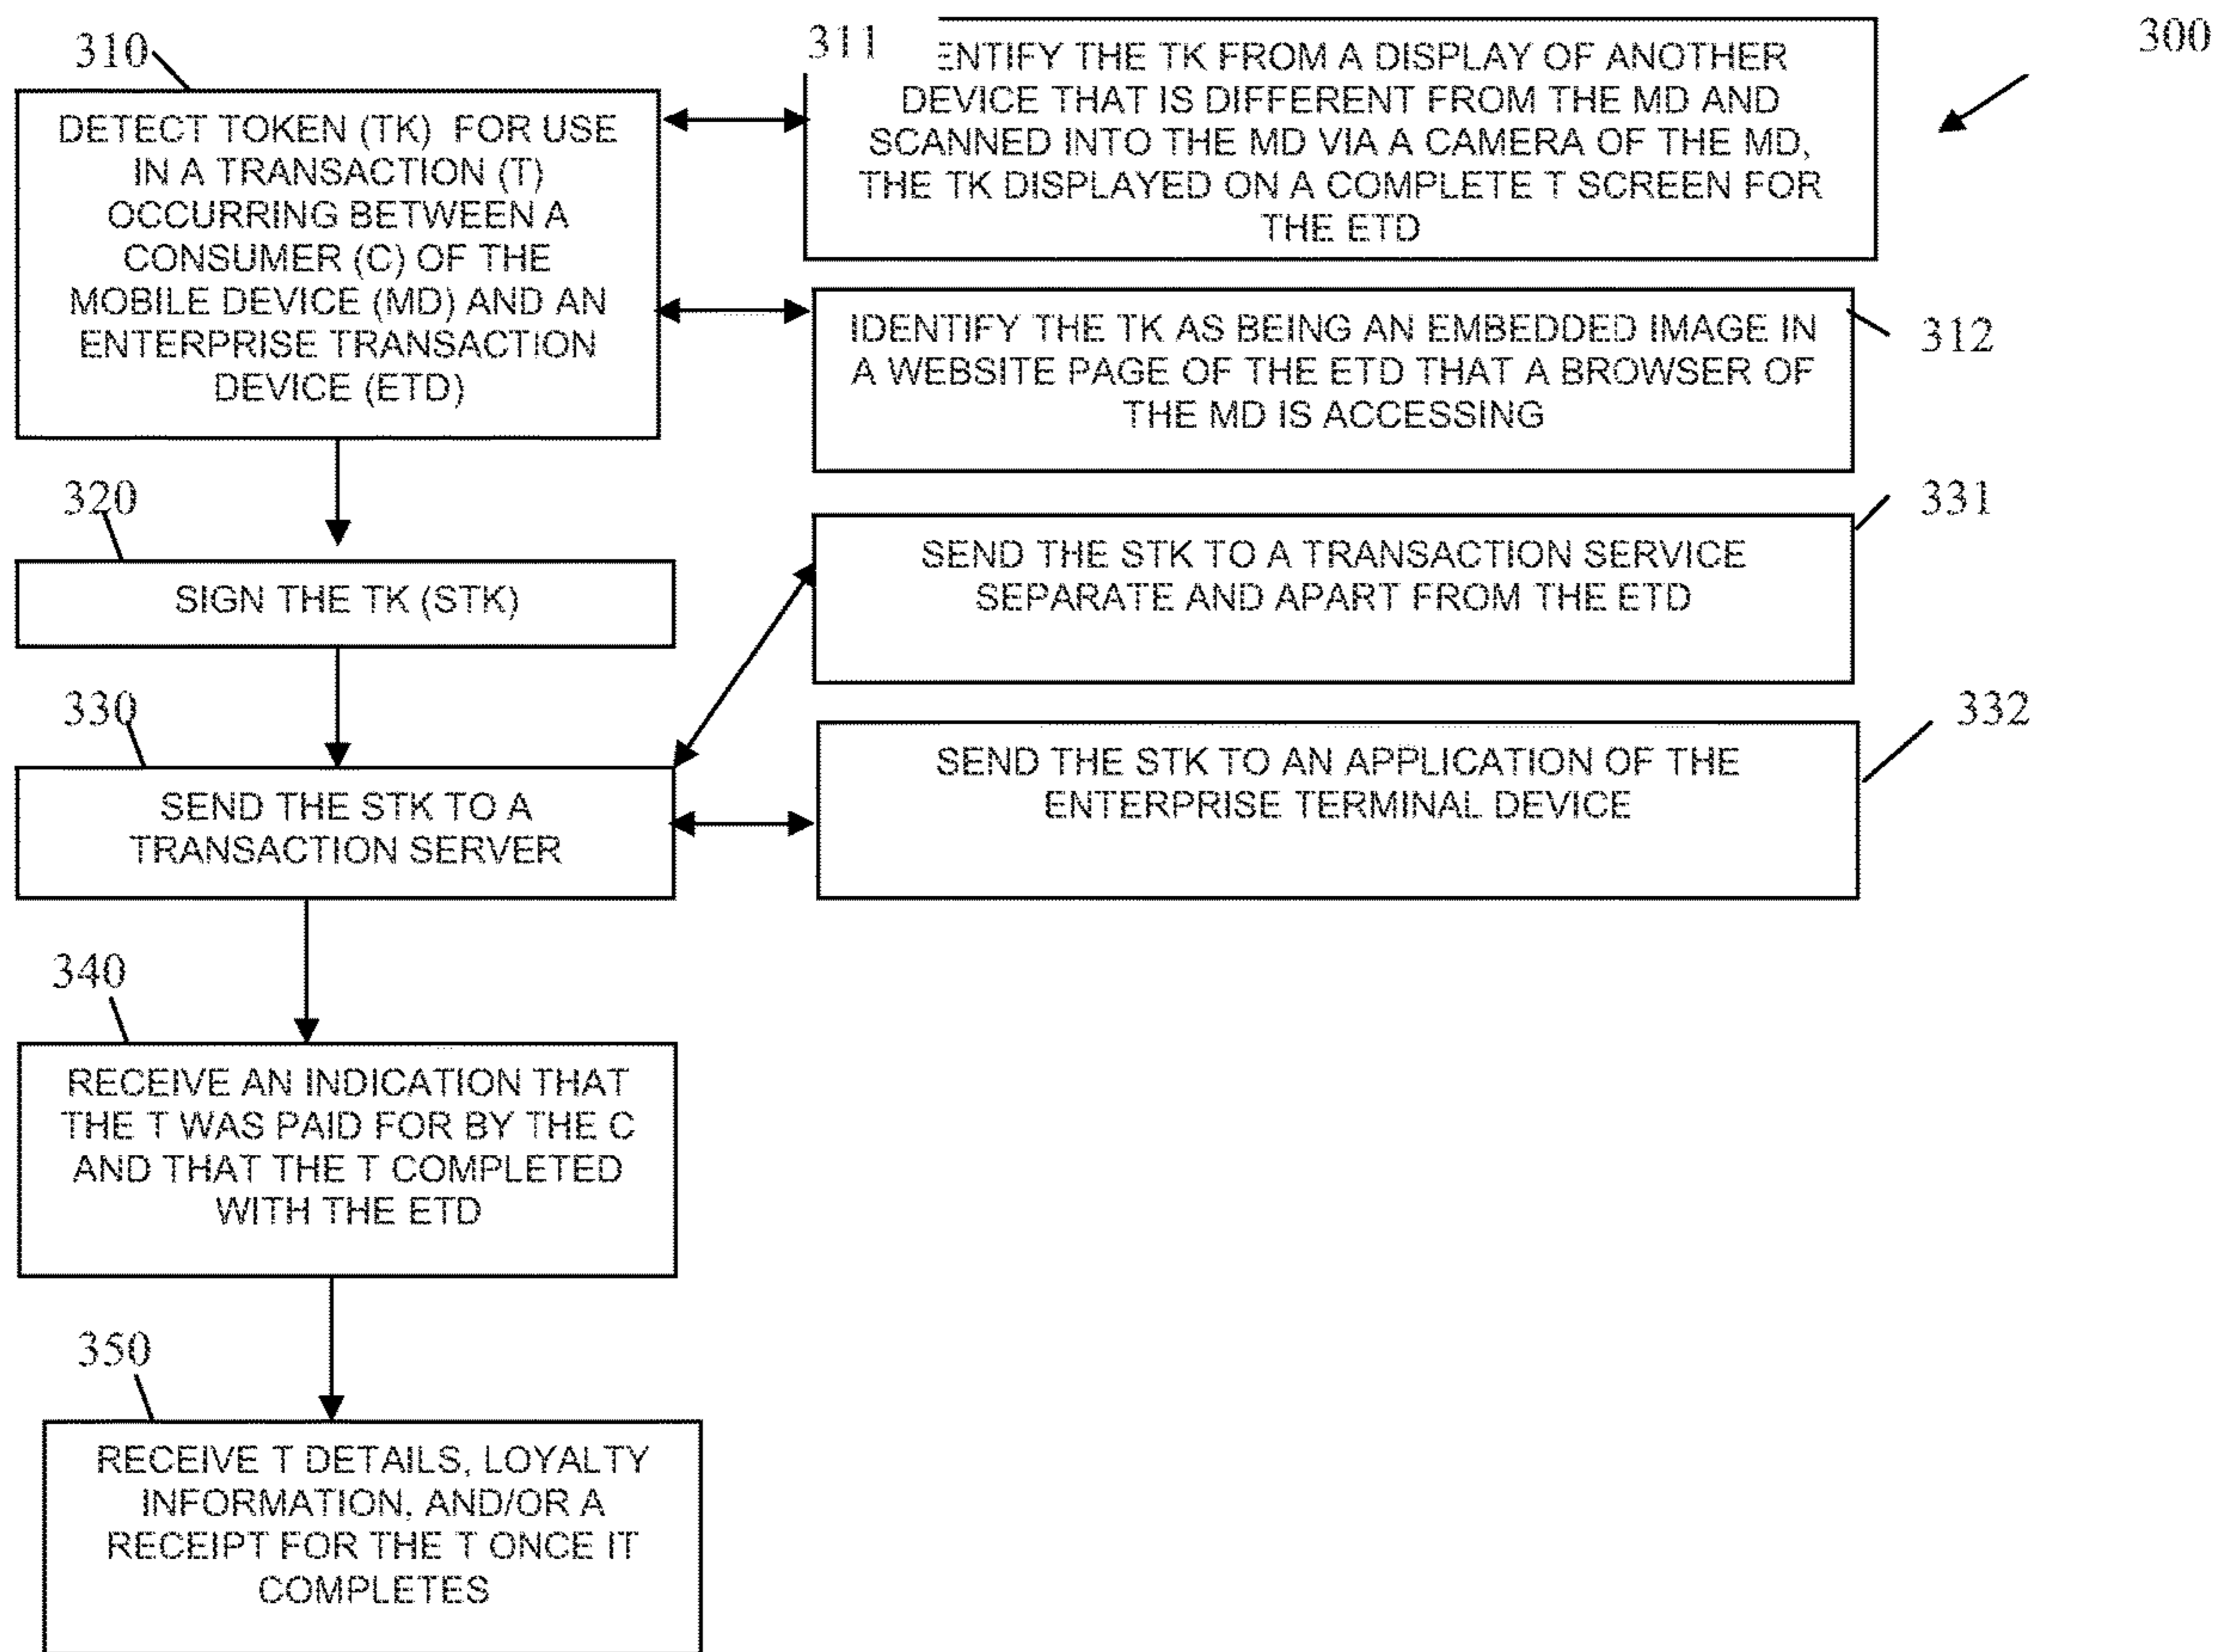 310
DETECT TOKEN (TK) FOR USE
IN A TRANSACTION (T)
OCCURRING BETWEEN A
CONSUMER (C) OF THE
MOBILE DEVICE (MD) AND AN
ENTERPRISE TRANSACTION
DEVICE (ETD)
311
ENTIFY THE TK FROM A DISPLAY OF ANOTHER
DEVICE THAT IS DIFFERENT FROM THE MD AND
SCANNED INTO THE MD VIA A CAMERA OF THE MD,
THE TK DISPLAYED ON A COMPLETE T SCREEN FOR
THE ETD
300
IDENTIFY THE TK AS BEING AN EMBEDDED IMAGE IN
A WEBSITE PAGE OF THE ETD THAT A BROWSER OF
THE MD IS ACCESSING
312
320
SIGN THE TK (STK)
331
SEND THE STK TO A TRANSACTION SERVICE
SEPARATE AND APART FROM THE ETD
330
SEND THE STK TO A
TRANSACTION SERVER
332
SEND THE STK TO AN APPLICATION OF THE
ENTERPRISE TERMINAL DEVICE
340
RECEIVE AN INDICATION THAT
THE T WAS PAID FOR BY THE C
AND THAT THE T COMPLETED
WITH THE ETD
350
RECEIVE T DETAILS, LOYALTY
INFORMATION, AND/OR A
RECEIPT FOR THE T ONCE IT
COMPLETES